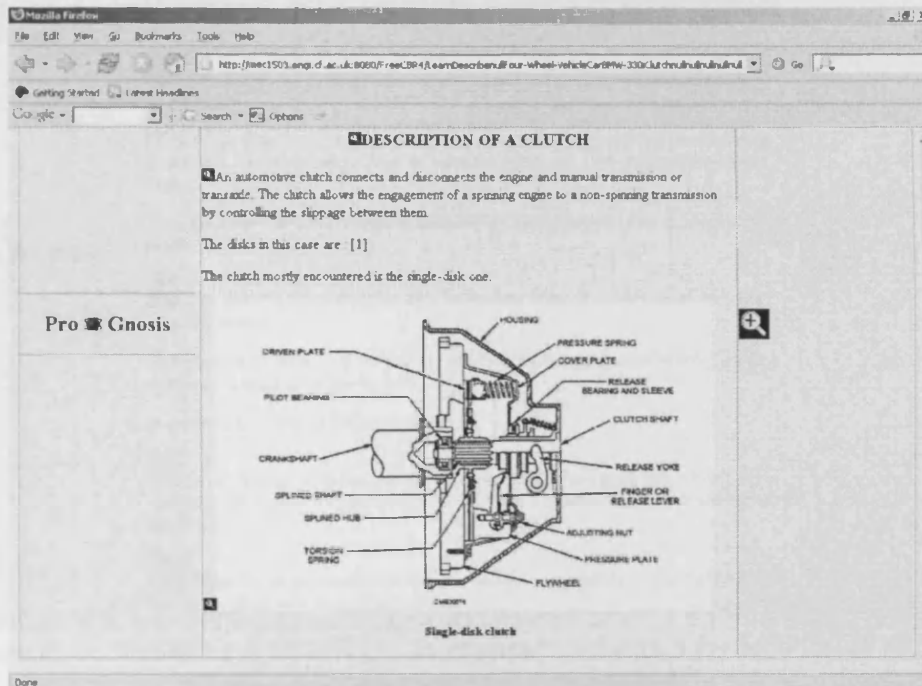 Mozilla Firefox
File Edit View Go Bookmarks Tools Help
Go
Getting Started Latest Headlines
Google Search Options
DESCRIPTION OF A CLUTCH
An automotive clutch connects and disconnects the engine and manual transmission or
transaxle. The clutch allows the engagement of a spinning engine to a non-spinning transmission
by controlling the slippage between them.
The disks in this case are : [1]
The clutch mostly encountered is the single-disk one.
Pro Gnosis
HOUSING
DRIVEN PLATE
PRESSURE SPRING
COVER PLATE
PILOT BEARING
RELEASE
BEARING AND SLEEVE
CLUTCH SHAFT
CRANKSHAFT
RELEASE YOKE
SPLINED SHAFT
FINGER OR
RELEASE LEVER
SPLINED HUB
ADJUSTING NUT
TORSION
SPRING
PRESSURE PLATE
FLYWHEEL
Single-disk clutch
Done